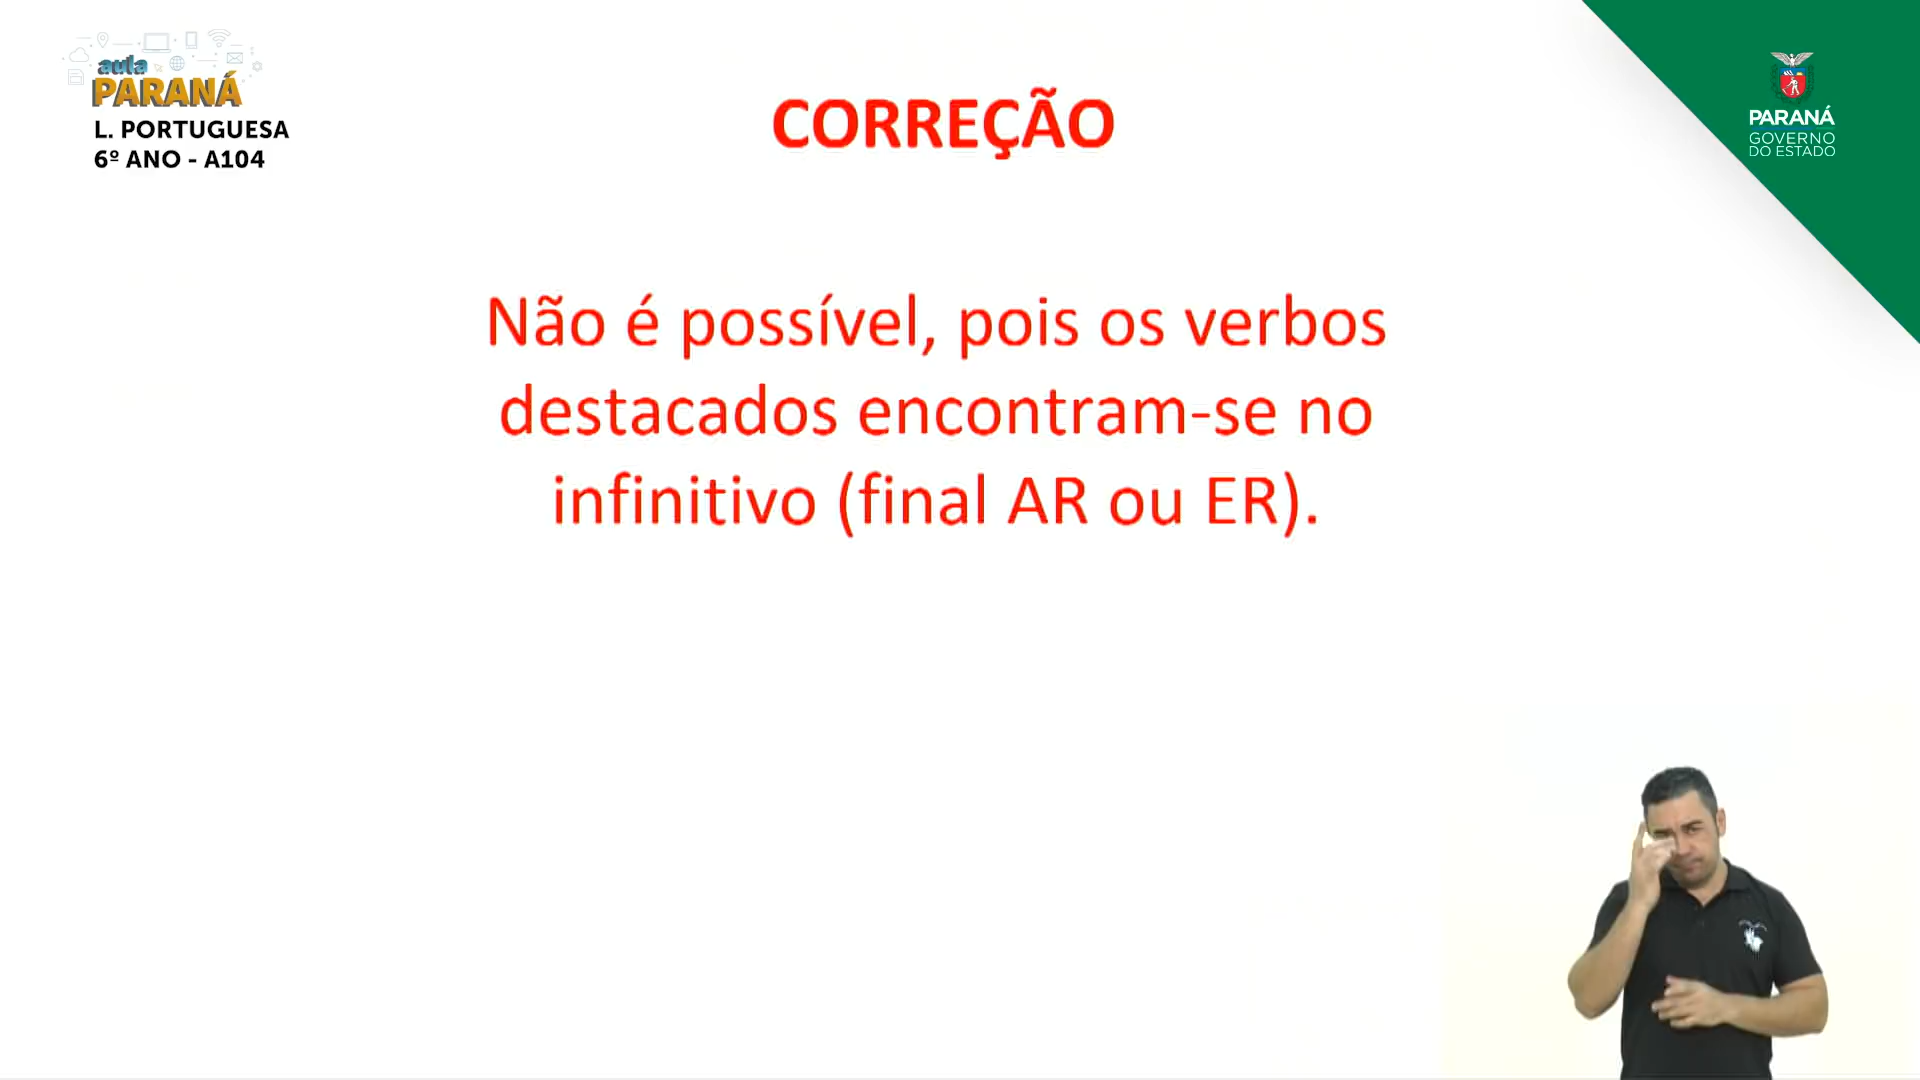 aula
PARANÁ
L. PORTUGUESA
6º ANO - A104
CORREÇÃO
PARANÁ
GOVERNO
DO ESTADO
Não é possível, pois os verbos
destacados encontram-se no
infinitivo (final AR ou ER).